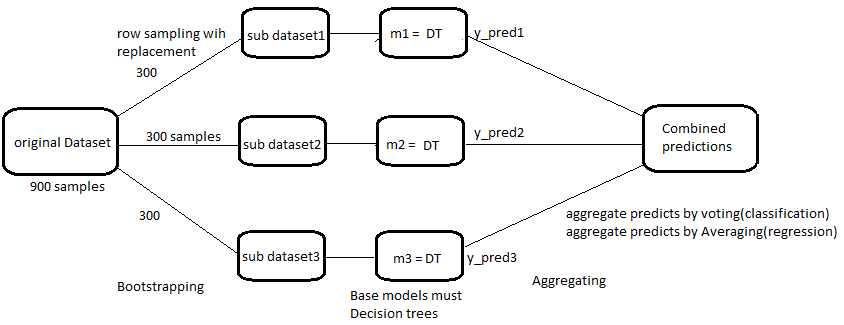 row sampling wih
replacement
300
sub dataset1
m1 = DT
y_pred1
original Dataset
900 samples
300 samples
sub dataset2
m2 = DT
y_pred2
Combined
predictions
300
sub dataset3
m3 = DT
y_pred3
aggregate predicts by voting(classification)
aggregate predicts by Averaging(regression)
Bootstrapping
Base models must
Decision trees
Aggregating